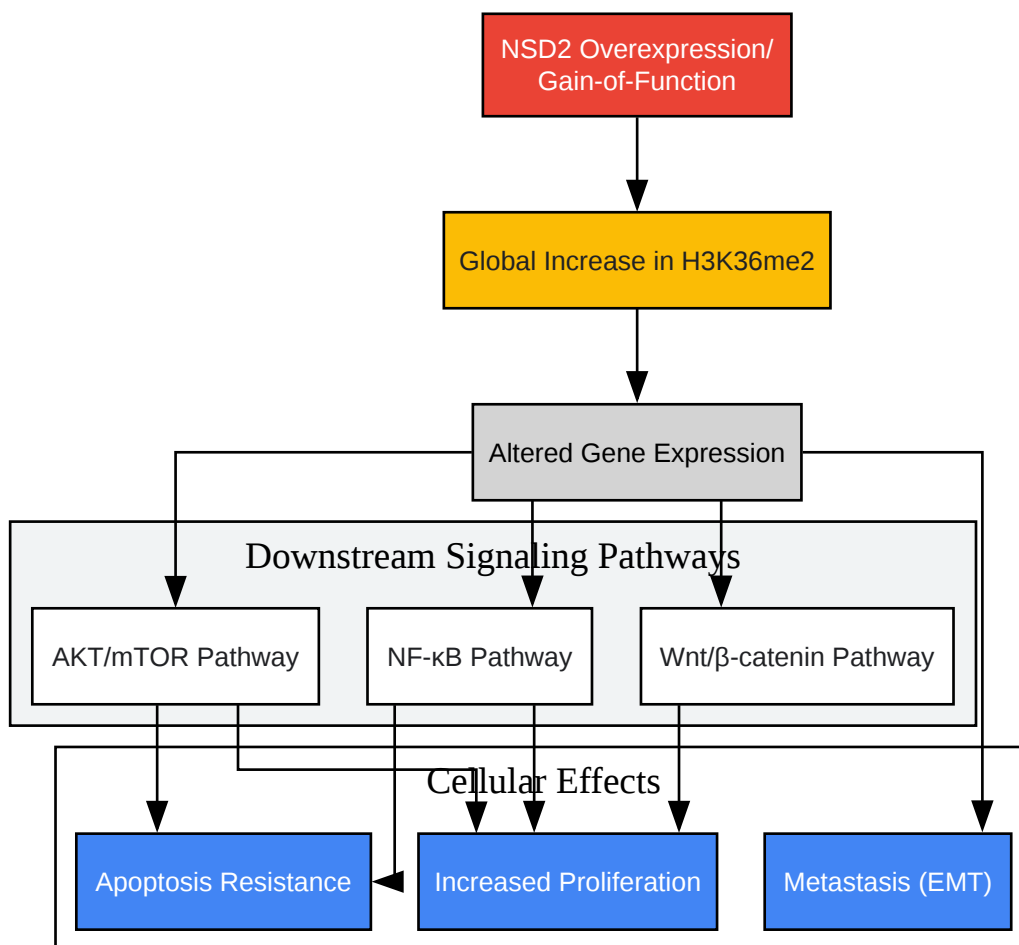 NSD2 Overexpression/
Gain-of-Function
Global Increase in H3K36me2
Altered Gene Expression
Downstream Signaling Pathways
AKT/mTOR Pathway
NF-κB Pathway
Wnt/β-catenin Pathway
Cellular Effects
Apoptosis Resistance
Increased Proliferation
Metastasis (EMT)